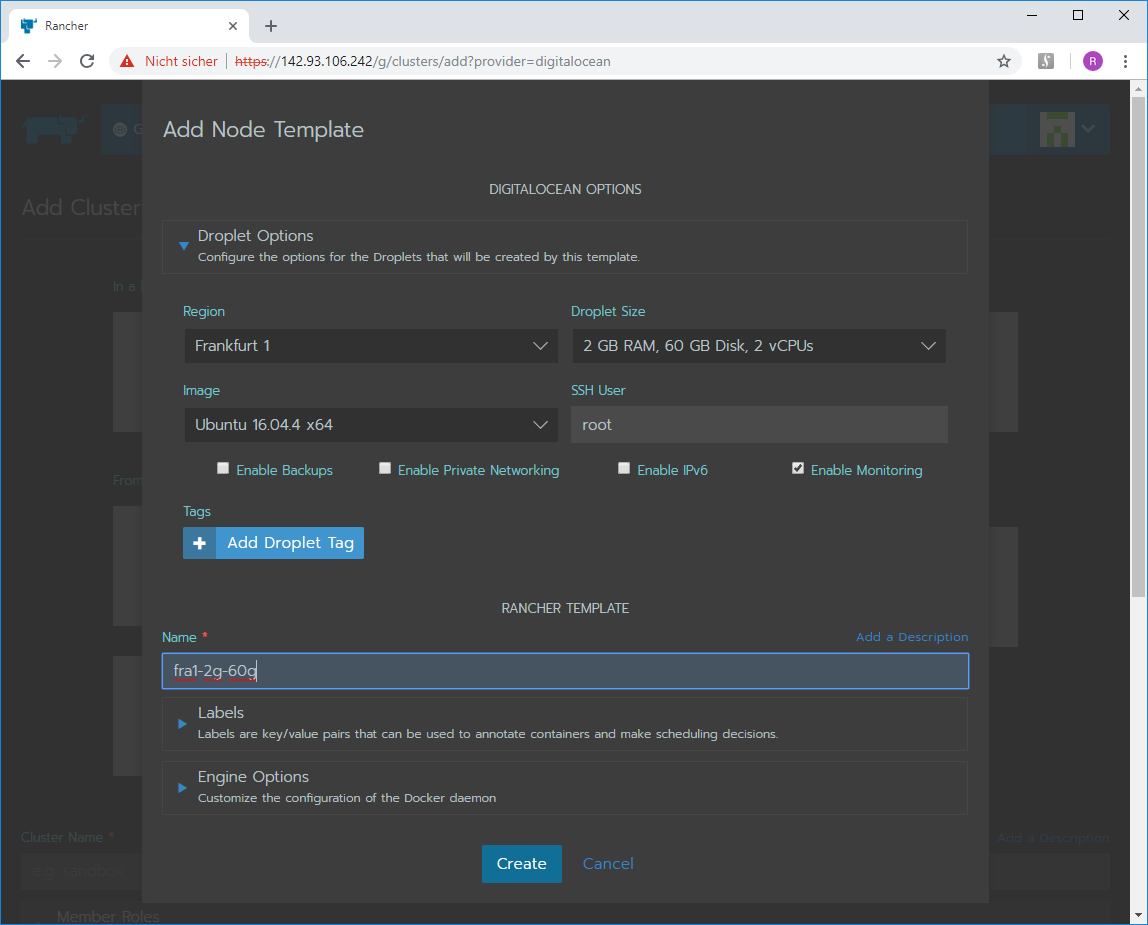 Rancher
Nicht sicher
https://142.93.106.242/g/clusters/add?provider=digitalocean
R
Add Node Template
G
Add Cluster
DIGITALOCEAN OPTIONS
Droplet Options
Configure the options for the Droplets that will be created by this template.
In a
Region
Droplet Size
Frankfurt 1
2 GB RAM, 60 GB Disk, 2 vCPUs
Image
SSH User
Ubuntu 16.04.4 x64
root
Enable Backups
Enable Private Networking
Enable IPv6
Enable Monitoring
From
Tags
+ Add Droplet Tag
RANCHER TEMPLATE
Name *
Add a Description
fra1-2g-60g
Labels
Labels are key/value pairs that can be used to annotate containers and make scheduling decisions.
Engine Options
Customize the configuration of the Docker daemon
Cluster Name *
Add a Description
Create
Cancel
e.g. sandbox
Member Roles